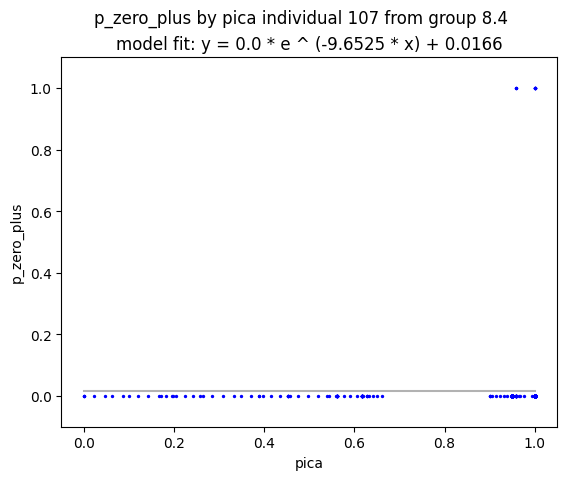 p_zero_plus by pica individual 107 from group 8.4
model fit: y = 0.0 * e ^ (-9.6525 * x) + 0.0166
1.0
0.8
0.6
0.4
0.2
0.0
p_zero_plus
0.0 0.2 0.4 0.6 0.8 1.0
pica